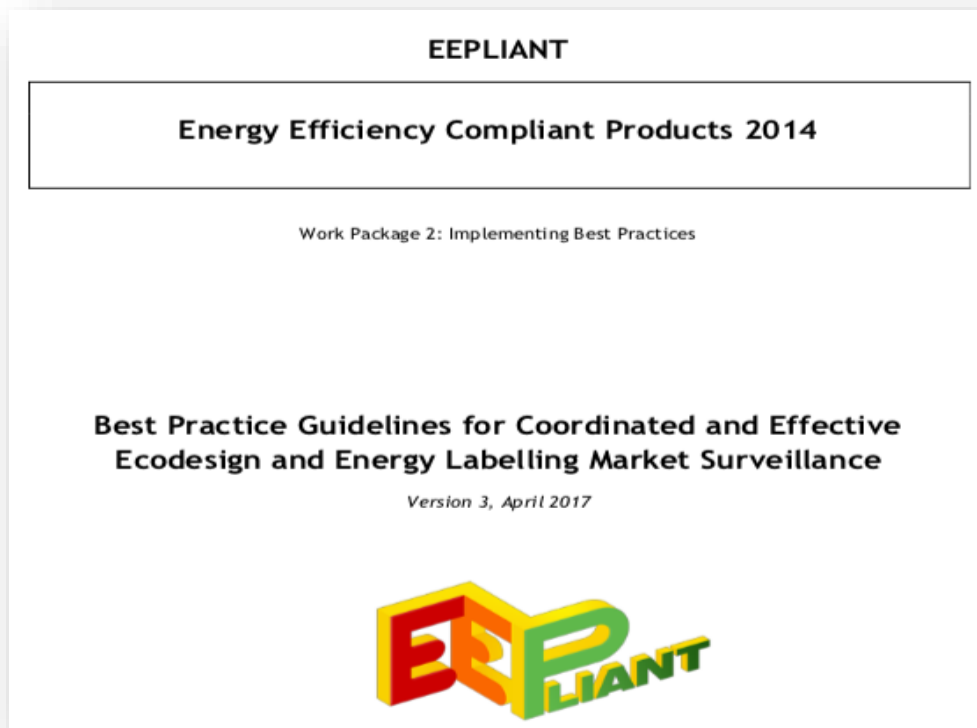 EEPLIANT
Energy Efficiency Compliant Products 2014
Work Package 2: Implementing Best Practices
Best Practice Guidelines for Coordinated and Effective
Ecodesign and Energy Labelling Market Surveillance
Version 3, April 2017
EEPLIANT